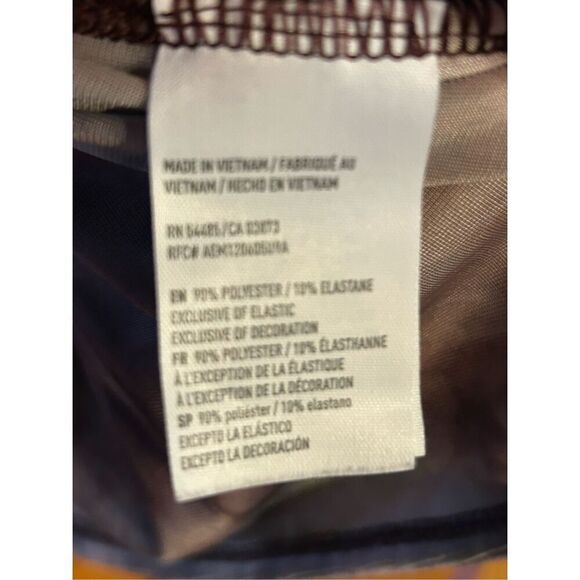 MADE IN VIETNAM / FABRIQUÉ AU
VIETNAM / HECHO EN VIETNAM
RN 54485/CA 03873
RFC#
EN 90% POLYESTER / 10% ELASTANE
EXCLUSIVE OF ELASTIC
EXCLUSIVE OF DECORATION
FR 90% POLYESTER / 10% ÉLASTHANNE
À L'EXCEPTION DE LA ÉLASTIQUE
À L'EXCEPTION DE LA DÉCORATION
SP 90% poliéster / 10% elastano
EXCEPTO LA ELÁSTICO
EXCEPTO LA DECORACIÓN